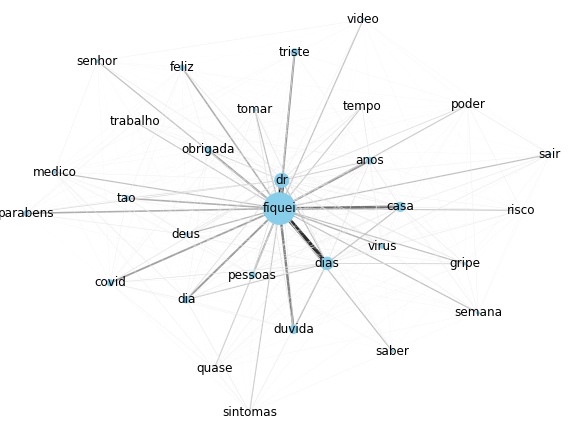 video
triste
senhor
feliz
tomar
tempo
poder
trabalho
obrigada
sair
anos
medico
dr
tao
parabens
fiquei
casa
risco
deus
virus
dias
gripe
pessoas
covid
dia
semana
duvida
saber
quase
sintomas